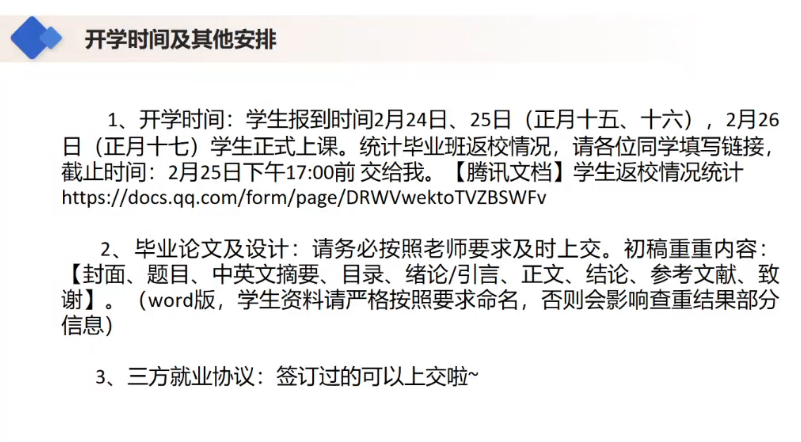 开学时间及其他安排
1、开学时间：学生报到时间2月24日、25日（正月十五、十六），2月26
日（正月十七）学生正式上课。统计毕业班返校情况，请各位同学填写链接，
截止时间：2月25日下午17:00前 交给我。【腾讯文档】学生返校情况统计
https://docs.qq.com/form/page/DRWVwektoTVZBSWFv
2、毕业论文及设计：请务必按照老师要求及时上交。初稿重重内容：
【封面、题目、中英文摘要、目录、绪论/引言、正文、结论、参考文献、致
谢】。（word版，学生资料请严格按照要求命名，否则会影响查重结果部分
信息）
3、三方就业协议：签订过的可以上交啦~